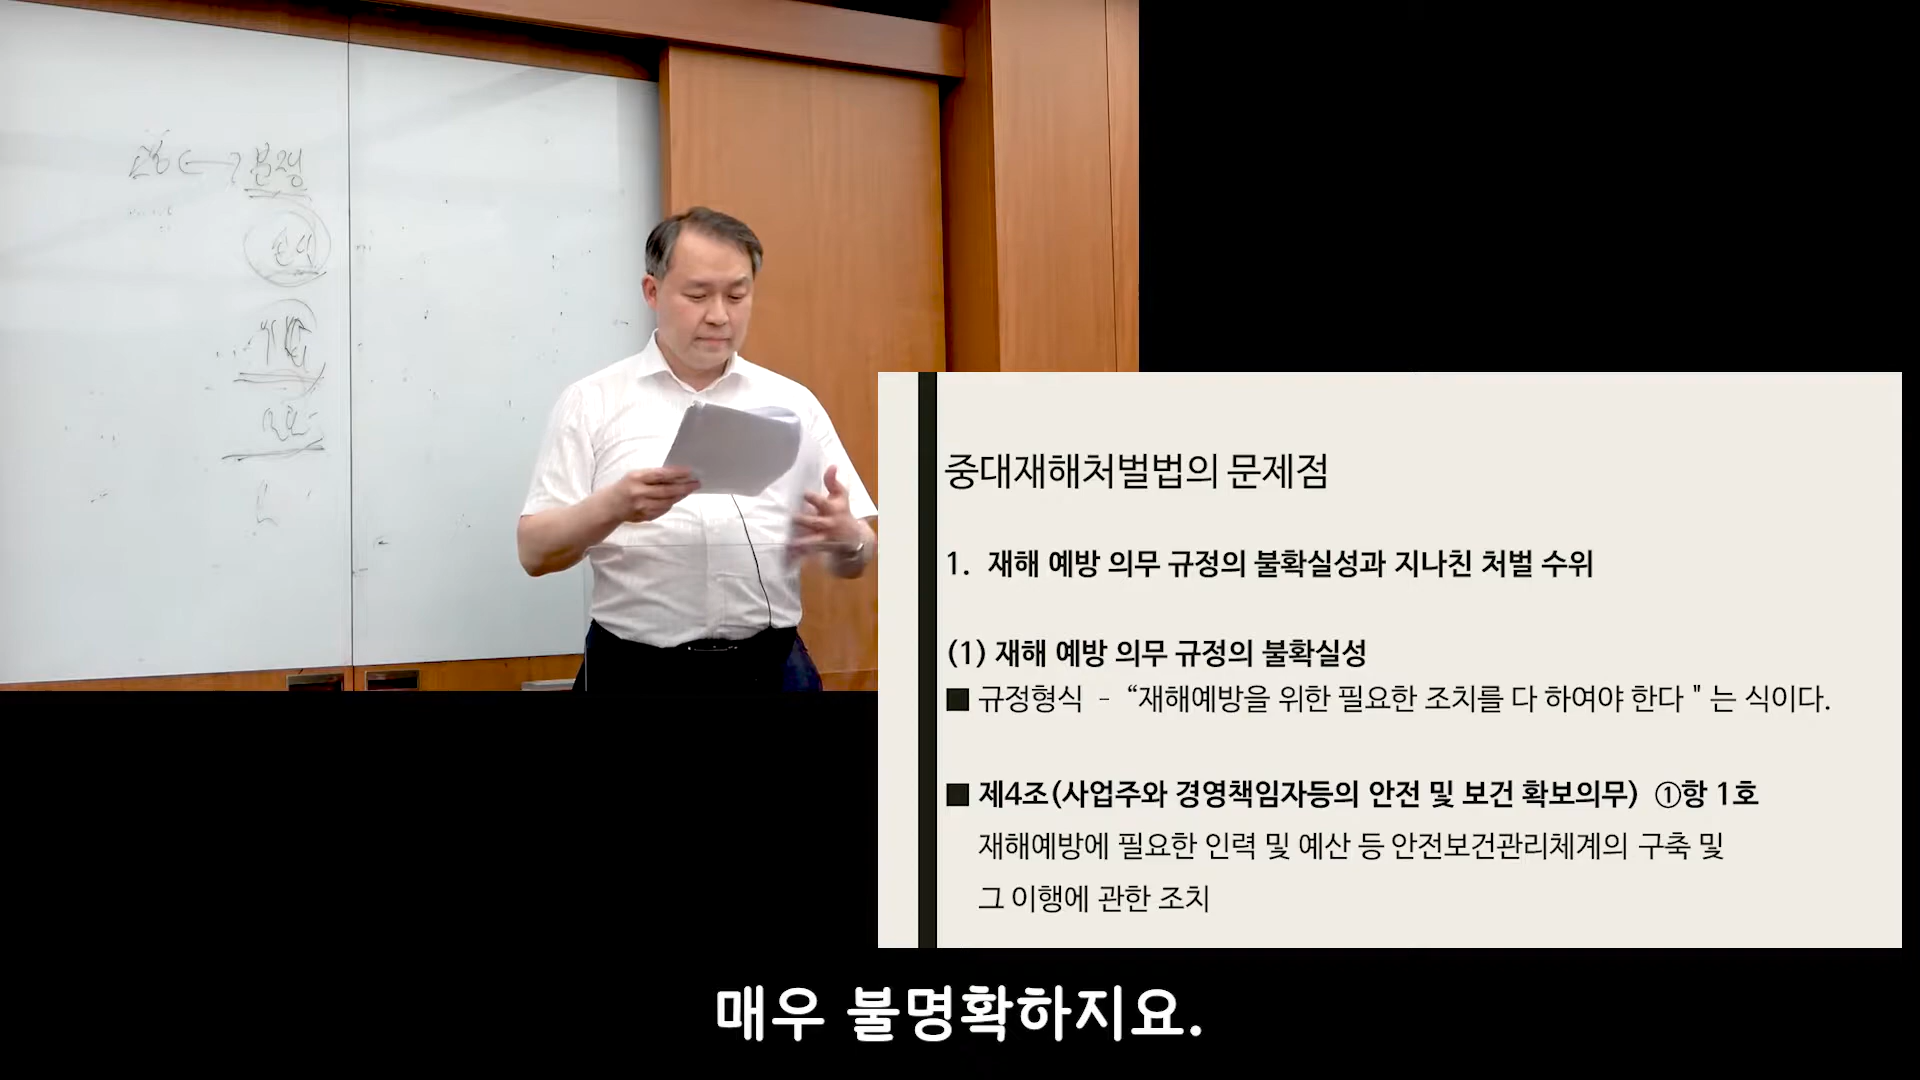 분쟁
중대재해처벌법의 문제점
1. 재해 예방 의무 규정의 불확실성과 지나친 처벌 수위
(1) 재해 예방 의무 규정의 불확실성
■ 규정형식 - “재해예방을 위한 필요한 조치를 다 하여야 한다" 는 식이다.
■ 제4조(사업주와 경영책임자등의 안전 및 보건 확보의무) ①항 1호
재해예방에 필요한 인력 및 예산 등 안전보건관리체계의 구축 및
그 이행에 관한 조치
매우 불명확하지요.